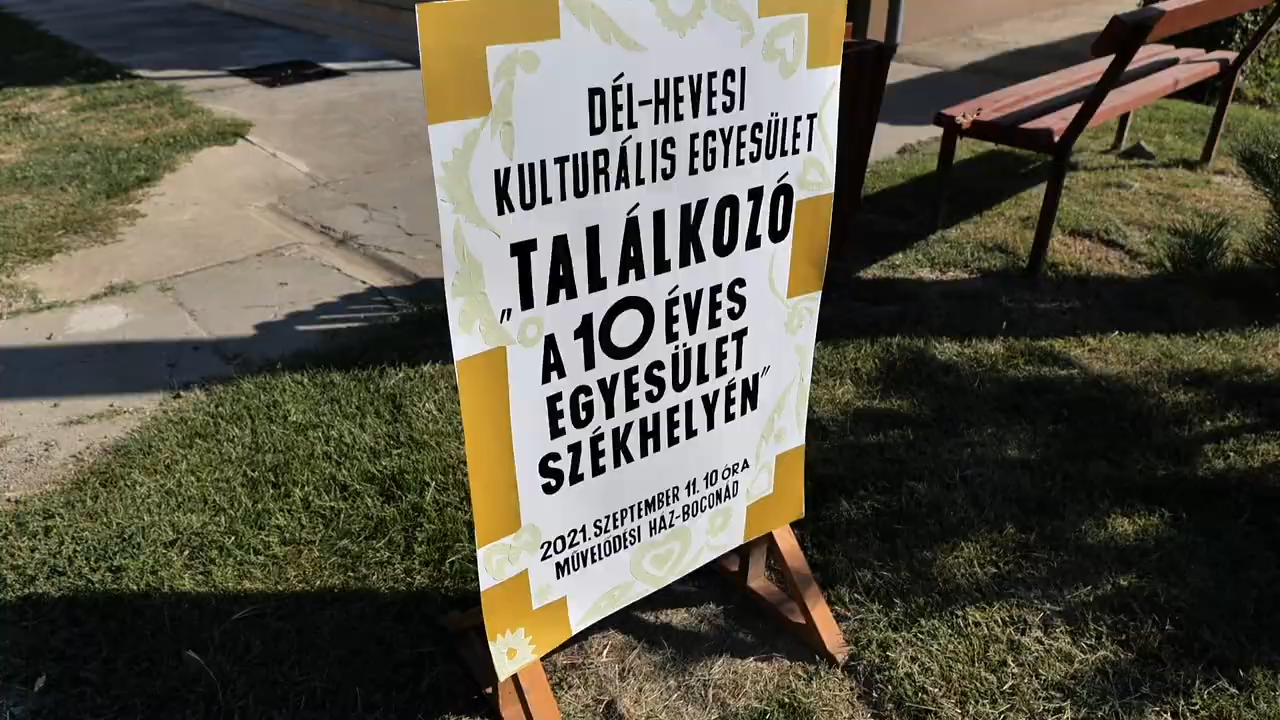 DÉL-HEVESI
KULTURÁLIS EGYESÜLET
„TALÁLKOZÓ
A 10 ÉVES
EGYESÜLET
SZÉKHELYÉN”
2021. SZEPTEMBER 11. 10 ÓRA
MŰVELŐDÉSI HÁZ-BOCONÁD